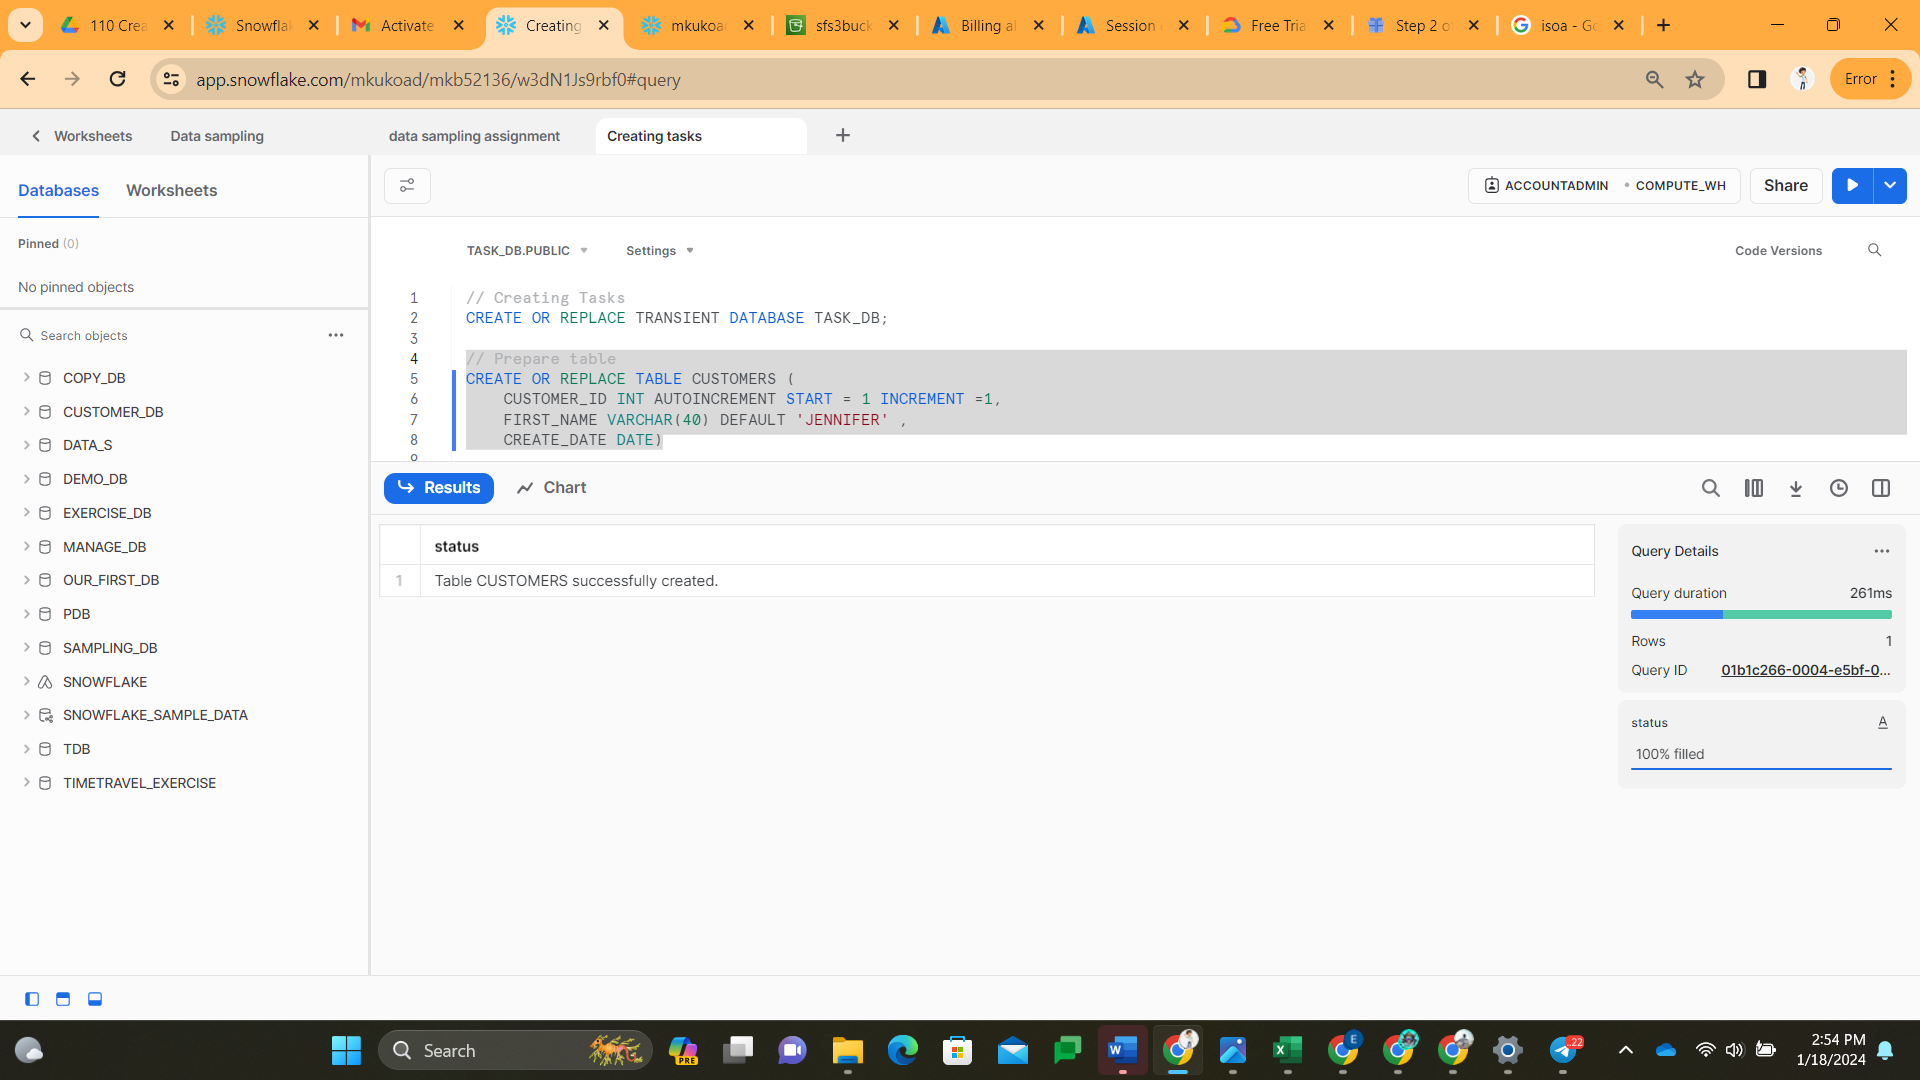 110 Crea
Snowflak
Activate
Creating
mkukoad
sfs3buck
Billing al
Session
Free Tria
Step 2 o
isoa - Go
app.snowflake.com/mkukoad/mkb52136/w3dN1Js9rbf0#query
Error
Worksheets
Data sampling
data sampling assignment
Creating tasks
Databases
Worksheets
ACCOUNTADMIN
COMPUTE_WH
Share
Pinned (0)
No pinned objects
TASK_DB.PUBLIC
Settings
Code Versions
Search objects
COPY_DB
CUSTOMER_DB
DATA_S
DEMO_DB
EXERCISE_DB
MANAGE_DB
OUR_FIRST_DB
PDB
SAMPLING_DB
SNOWFLAKE
SNOWFLAKE_SAMPLE_DATA
TDB
TIMETRAVEL_EXERCISE
1 // Creating Tasks
2 CREATE OR REPLACE TRANSIENT DATABASE TASK_DB;
3
4 // Prepare table
5 CREATE OR REPLACE TABLE CUSTOMERS (
6 CUSTOMER_ID INT AUTOINCREMENT START = 1 INCREMENT =1,
7 FIRST_NAME VARCHAR(40) DEFAULT 'JENNIFER' ,
8 CREATE_DATE DATE)
9
Results
Chart
status
1 Table CUSTOMERS successfully created.
Query Details
Query duration 261ms
Rows 1
Query ID 01b1c266-0004-e5bf-0...
status A
100% filled
Search
PRE
W
X
E
22
2:54 PM
1/18/2024